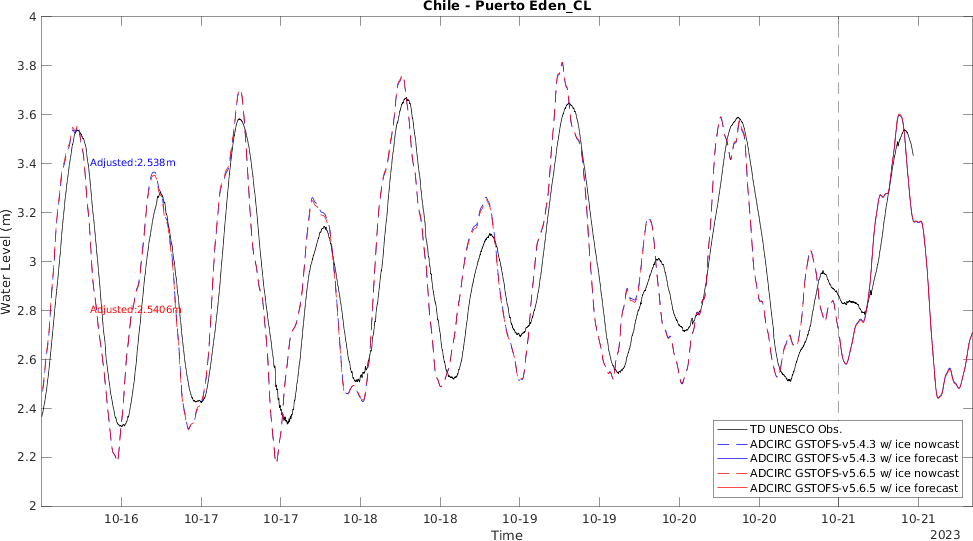 Chile - Puerto Eden_CL
4
3.8
3.6
3.4
3.2
3
2.8
2.6
2.4
2.2
2
Water Level (m)
Adjusted:2.538m
Adjusted:2.5406m
TD UNESCO Obs.
ADCIRC GSTOFS-v5.4.3 w/ ice nowcast
ADCIRC GSTOFS-v5.4.3 w/ ice forecast
ADCIRC GSTOFS-v5.6.5 w/ ice nowcast
ADCIRC GSTOFS-v5.6.5 w/ ice forecast
10-16 10-17 10-17 10-18 10-18 10-19 10-19 10-20 10-20 10-21 10-21
Time
2023